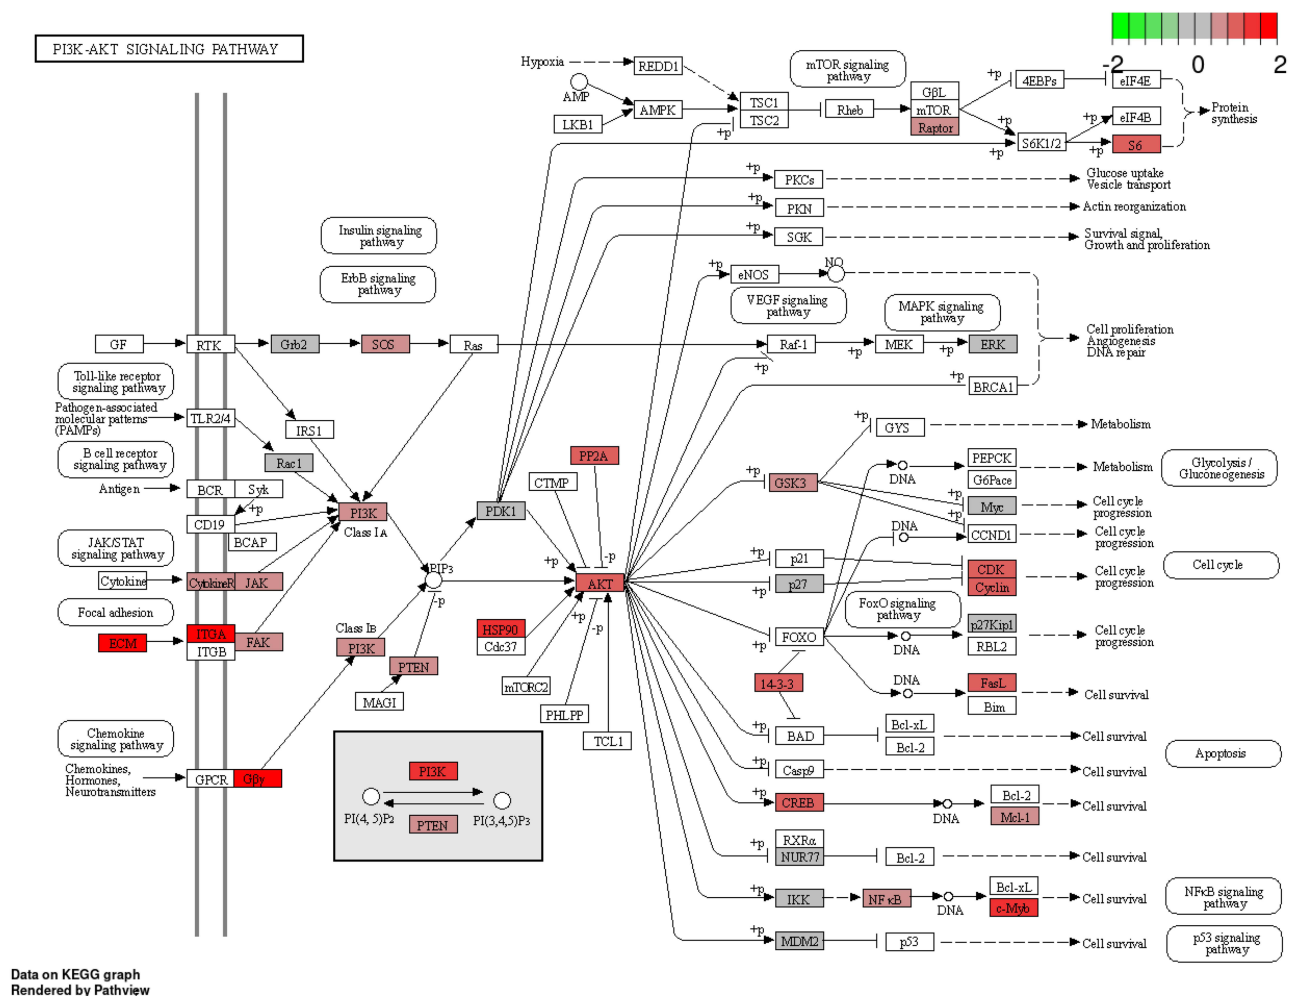 PI3K-AKT SIGNALING PATHWAY
-2 0 2
Hypoxia
REDD1
AMP
LKB1
AMPK
TSC1
TSC2
+p
Rheb
mTOR signaling
pathway
GβL
mTOR
Raptor
+p
4EBPs
eIF4E
+p
+p
S6K1/2
+p
+p
eIF4B
S6
Protein
synthesis
+p
PKCs
Glucose uptake
Vesicle transport
+p
PKN
Actin reorganization
+p
SGK
Survival signal,
Growth and proliferation
Insulin signaling
pathway
ErbB signaling
pathway
+p
eNOS
NO
VEGF signaling
pathway
MAPK signaling
pathway
Cell proliferation
Angiogenesis
DNA repair
GF
RTK
Grb2
SOS
Ras
Raf-1
+p
+p
MEK
+p
ERK
+p
BRCA1
Toll-like receptor
signaling pathway
Pathogen-associated
molecular patterns
(PAMPs)
TLR2/4
IRS1
B cell receptor
signaling pathway
Rac1
Antigen
BCR
Syk
+p
CD19
BCAP
PI3K
Class IA
PDK1
CTMP
PP2A
+p
-p
AKT
+p
GYS
Metabolism
+p
GSK3
DNA
PEPCK
G6Pace
Metabolism
Glycolysis /
Gluconeogenesis
+p
Myc
Cell cycle
progression
+p
DNA
CCND1
Cell cycle
progression
JAK/STAT
signaling pathway
Cytokine
CytokineR
JAK
PIP3
-p
+p
p21
+p
p27
CDK
Cyclin
Cell cycle
progression
Cell cycle
Focal adhesion
ECM
ITGA
ITGB
FAK
Class IB
PI3K
PTEN
MAGI
HSP90
Cdc37
+p
-p
mTORC2
PHLPP
TCL1
FoxO signaling
pathway
+p
FOXO
DNA
p27Kip1
RBL2
Cell cycle
progression
14-3-3
DNA
FasL
Bim
Cell survival
Chemokine
signaling pathway
Chemokines,
Hormones,
Neurotransmitters
GPCR
Gβγ
PI3K
PI(4, 5)P2
PI(3,4,5)P3
PTEN
+p
BAD
Bcl-xL
Bcl-2
Cell survival
Apoptosis
+p
Casp9
Cell survival
+p
CREB
DNA
Bcl-2
Mcl-1
Cell survival
+p
RXRα
NUR77
Bcl-2
Cell survival
+p
IKK
NFκB
DNA
Bcl-xL
c-Myb
Cell survival
NFκB signaling
pathway
+p
MDM2
p53
Cell survival
p53 signaling
pathway
Data on KEGG graph
Rendered by Pathview